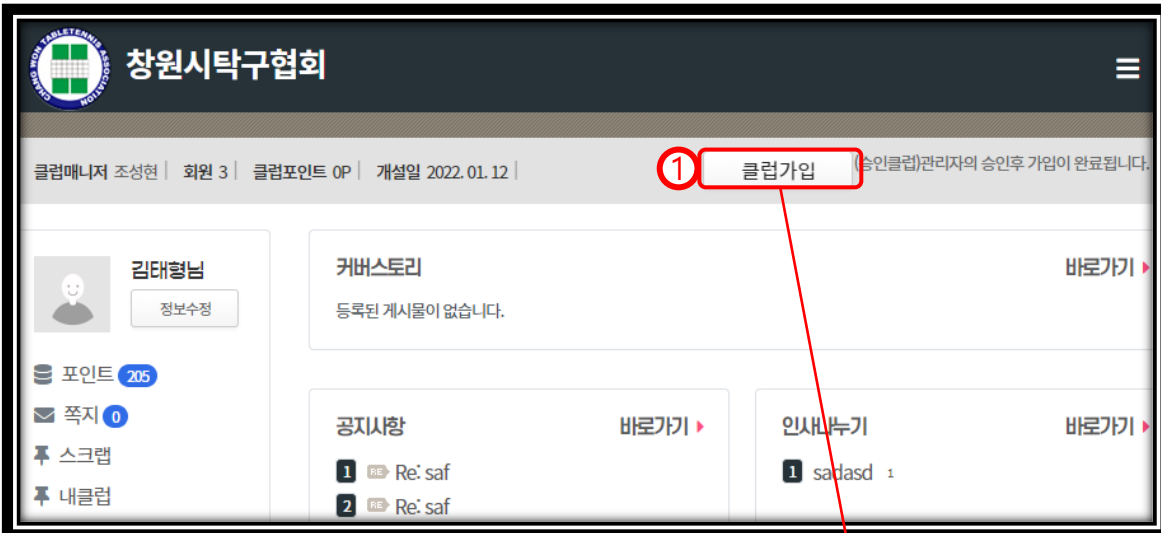 CHANG WON TABLETENNIS ASSOCIATION
창원시탁구협회
클럽매니저 조성현 | 회원 3 | 클럽포인트 0P | 개설일 2022. 01. 12 |
1
클럽가입
(승인클럽)관리자의 승인후 가입이 완료됩니다.
김태형님
정보수정
포인트 205
쪽지 0
스크랩
내클럽
커버스토리 바로가기
등록된 게시물이 없습니다.
공지사항 바로가기
1 RE Re: saf
2 RE Re: saf
인사나누기 바로가기
1 sadasd 1